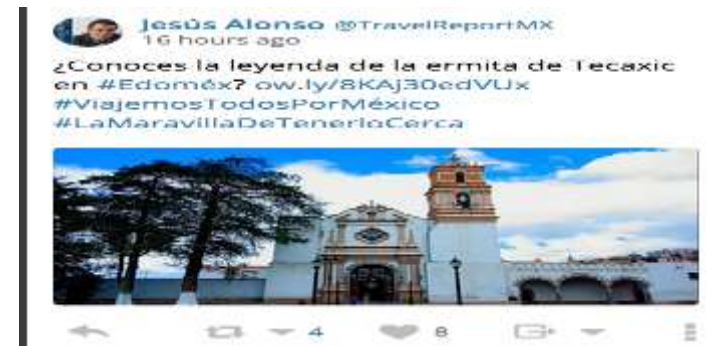 Jesús Alonso @TravelReportMX
16 hours ago
¿Conoces la leyenda de la ermita de Tecaxic
en #Edoméx? ow.ly/8KAJ30edVUx
#ViajemosTodosPorMéxico
#LaMaravillaDeTenerloCerca
4 8